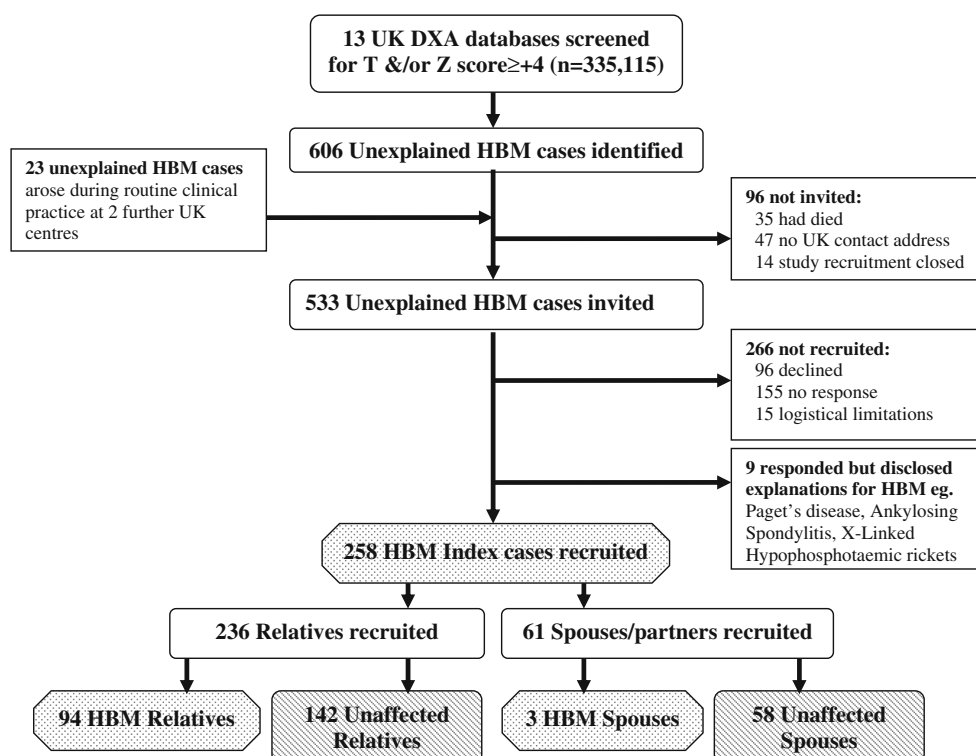 13 UK DXA databases screened
for T &/or Z score≥+4 (n=335,115)
606 Unexplained HBM cases identified
23 unexplained HBM cases
arose during routine clinical
practice at 2 further UK
centres
96 not invited:
35 had died
47 no UK contact address
14 study recruitment closed
533 Unexplained HBM cases invited
266 not recruited:
96 declined
155 no response
15 logistical limitations
9 responded but disclosed
explanations for HBM eg.
Paget's disease, Ankylosing
Spondylitis, X-Linked
Hypophosphotaemic rickets
258 HBM Index cases recruited
236 Relatives recruited
61 Spouses/partners recruited
94 HBM Relatives
142 Unaffected
Relatives
3 HBM Spouses
58 Unaffected
Spouses